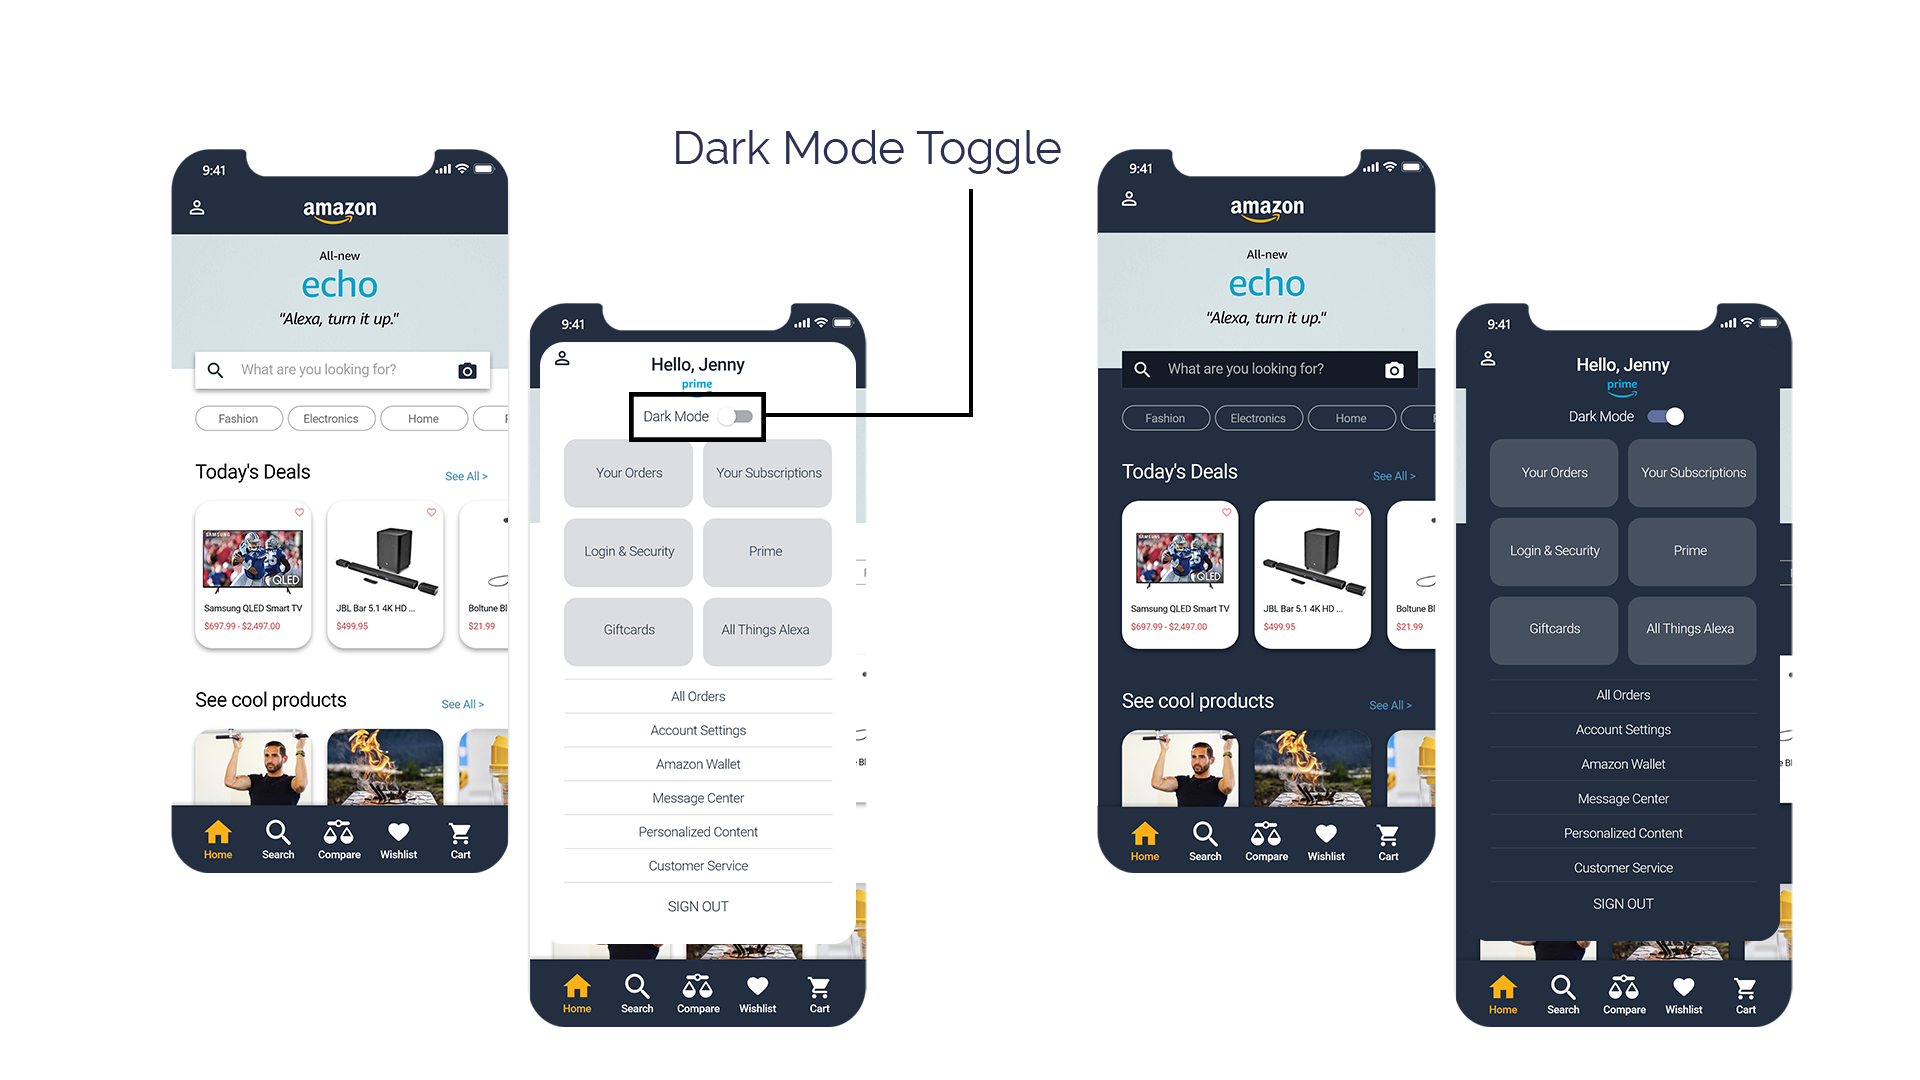 Dark Mode Toggle
9:41
amazon
All-new
echo
"Alexa, turn it up."
What are you looking for?
Fashion
Electronics
Home
Today's Deals
See All >
SAMSUNG
QLED
Samsung QLED Smart TV
$697.99 - $2,497.00
JBL Bar 5.1 4K HD ...
$499.95
Boltune Bl
$21.99
See cool products
See All >
Home
Search
Compare
Wishlist
Cart
9:41
Hello, Jenny
prime
Dark Mode
Your Orders
Your Subscriptions
Login & Security
Prime
Giftcards
All Things Alexa
All Orders
Account Settings
Amazon Wallet
Message Center
Personalized Content
Customer Service
SIGN OUT
Bl
Home
Search
Compare
Wishlist
Cart
9:41
amazon
All-new
echo
"Alexa, turn it up."
What are you looking for?
Fashion
Electronics
Home
Today's Deals
See All >
SAMSUNG
QLED
Samsung QLED Smart TV
$697.99 - $2,497.00
JBL Bar 5.1 4K HD ...
$499.95
Boltune Bl
$21.99
See cool products
See All >
Home
Search
Compare
Wishlist
Cart
9:41
Hello, Jenny
prime
Dark Mode
Your Orders
Your Subscriptions
Login & Security
Prime
Giftcards
All Things Alexa
All Orders
Account Settings
Amazon Wallet
Message Center
Personalized Content
Customer Service
SIGN OUT
e Bl
Home
Search
Compare
Wishlist
Cart